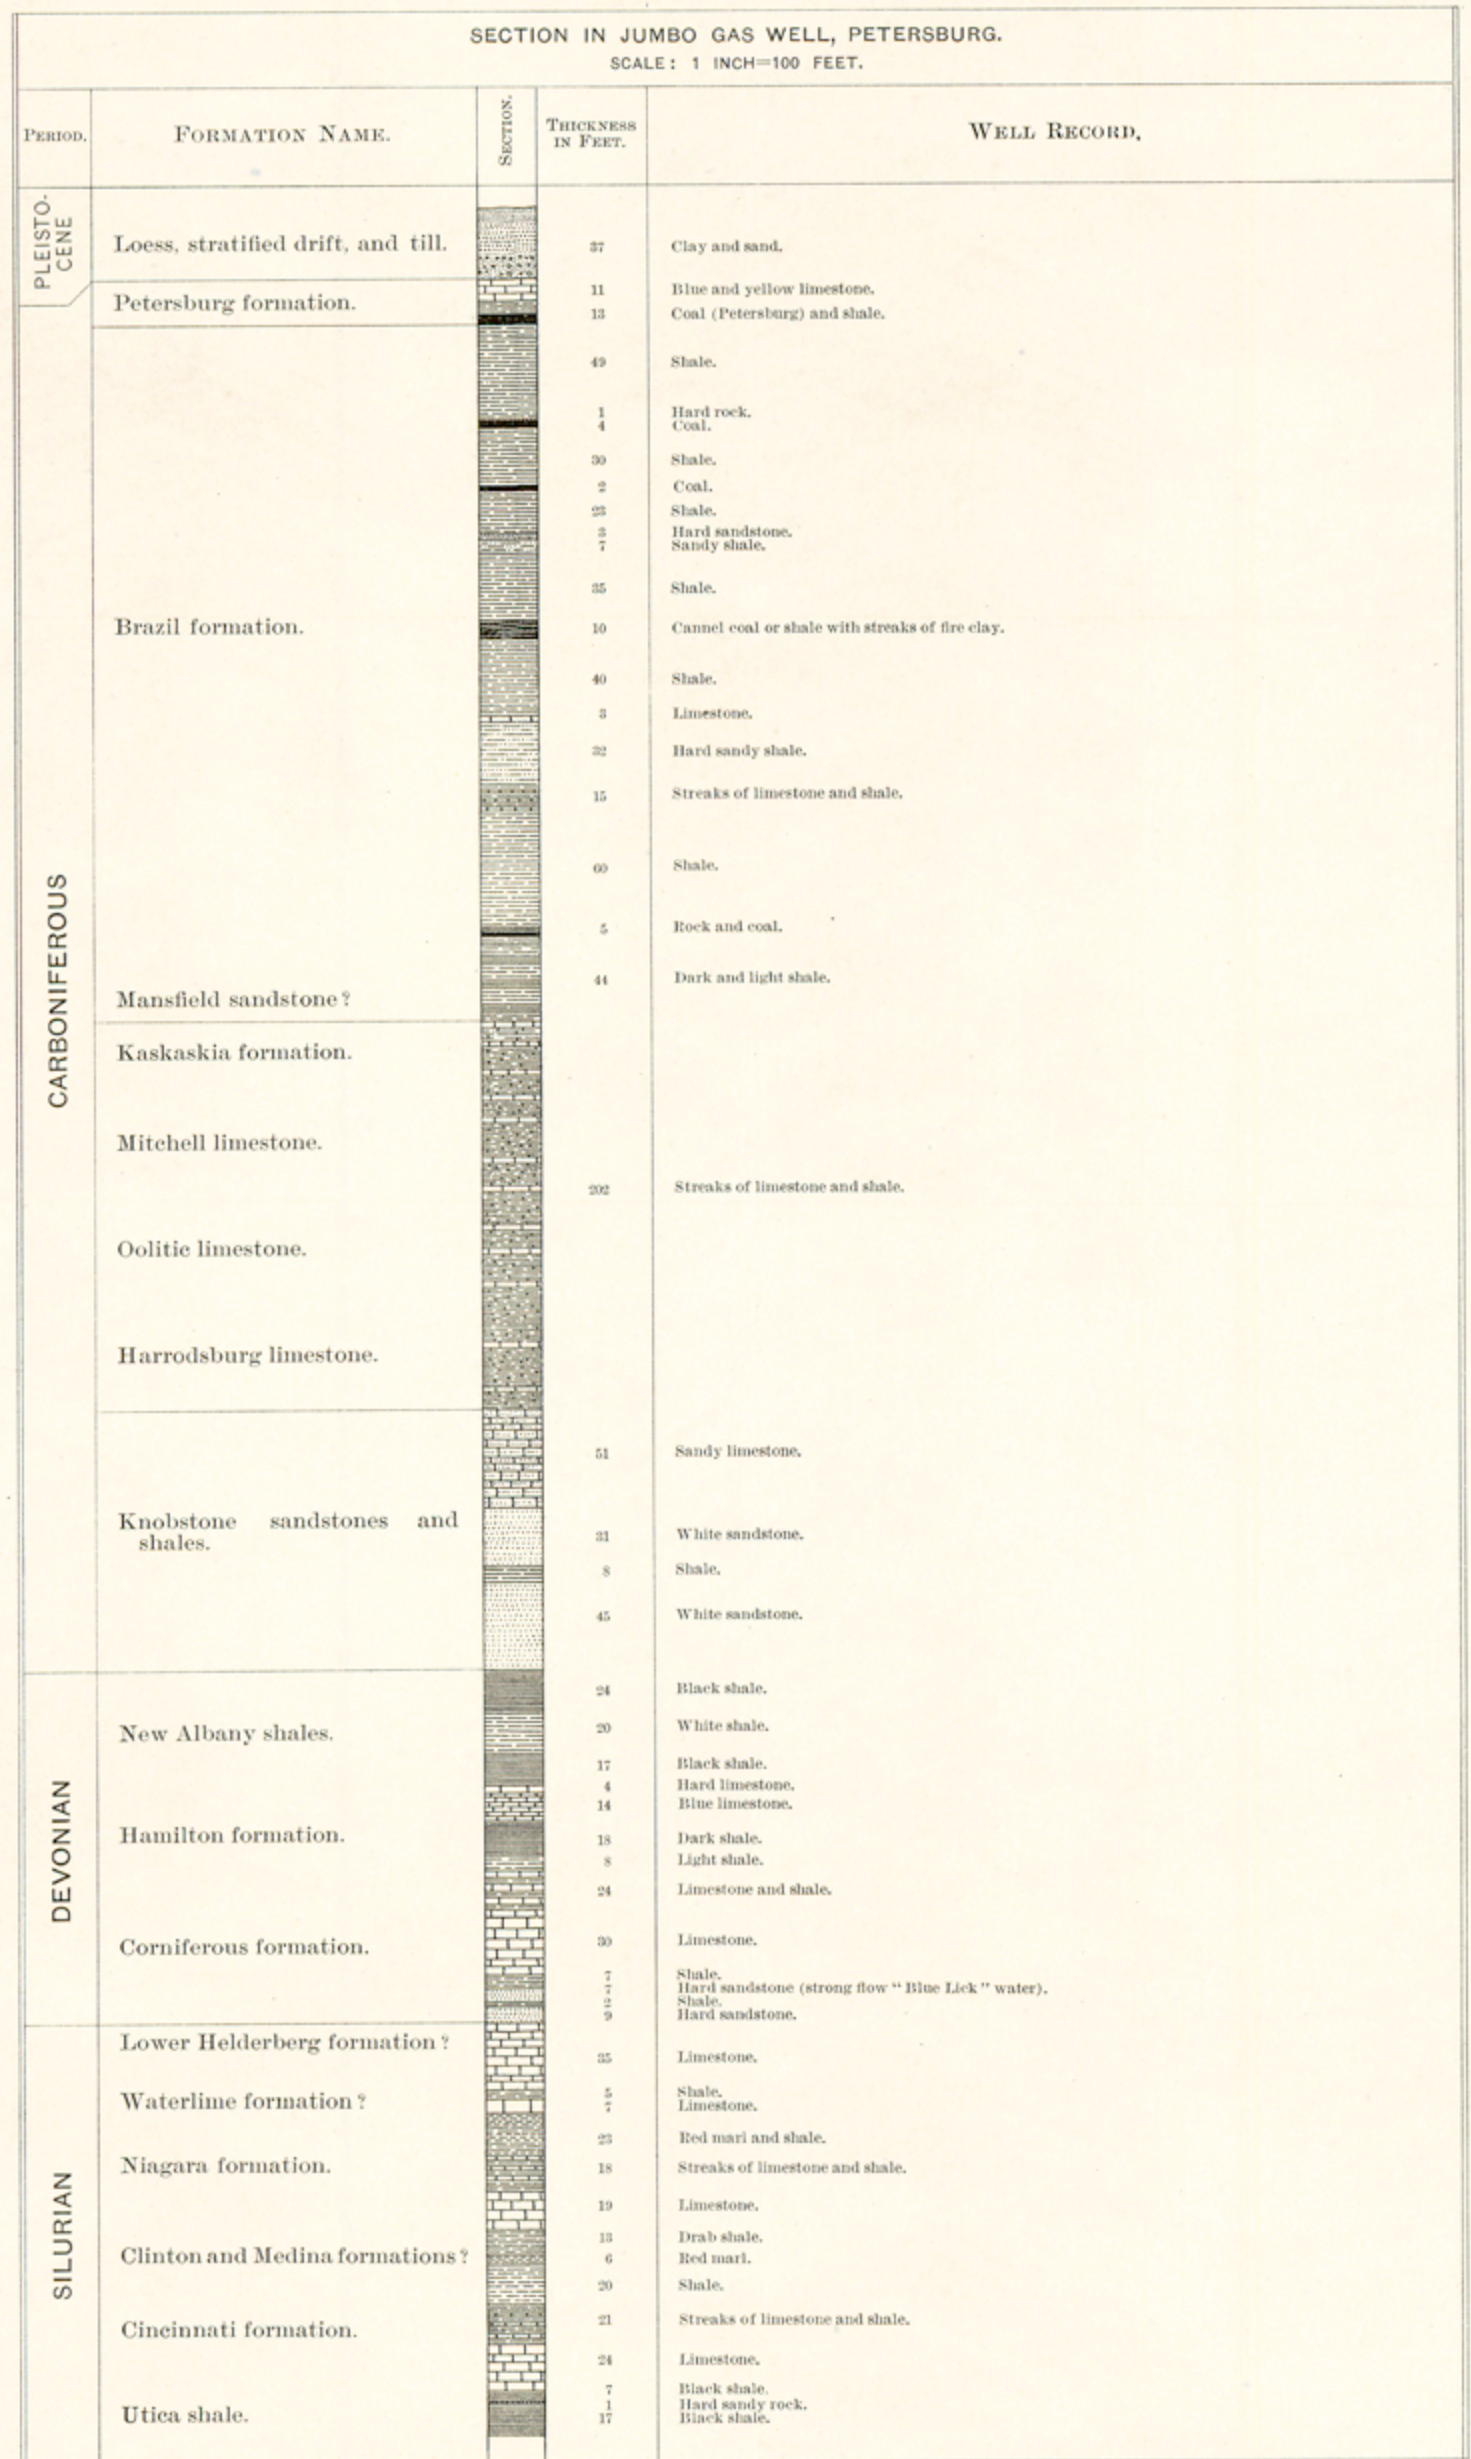 SECTION IN JUMBO GAS WELL, PETERSBURG.
SCALE: 1 INCH=100 FEET.
PERIOD. FORMATION NAME. SECTION. THICKNESS IN FEET. WELL RECORD.
PLEISTO-
CENE
Loess, stratified drift, and till. 37 Clay and sand.
11 Blue and yellow limestone.
Petersburg formation.
13 Coal (Petersburg) and shale.
49 Shale.
1 Hard rock.
4 Coal.
30 Shale.
2 Coal.
23 Shale.
3 Hard sandstone.
7 Sandy shale.
35 Shale.
Brazil formation. 10 Cannel coal or shale with streaks of fire clay.
40 Shale.
3 Limestone.
32 Hard sandy shale.
15 Streaks of limestone and shale.
60 Shale.
5 Rock and coal.
44 Dark and light shale.
CARBONIFEROUS
Mansfield sandstone?
Kaskaskia formation.
Mitchell limestone.
202 Streaks of limestone and shale.
Oolitic limestone.
Harrodsburg limestone.
51 Sandy limestone.
Knobstone sandstones and
shales.
31 White sandstone.
8 Shale.
45 White sandstone.
24 Black shale.
New Albany shales. 20 White shale.
17 Black shale.
4 Hard limestone.
14 Blue limestone.
DEVONIAN
Hamilton formation. 18 Dark shale.
8 Light shale.
24 Limestone and shale.
Corniferous formation. 30 Limestone.
7 Shale.
7 Hard sandstone (strong flow "Blue Lick" water).
2 Shale.
9 Hard sandstone.
Lower Helderberg formation?
35 Limestone.
5 Shale.
Waterlime formation? 7 Limestone.
23 Red marl and shale.
Niagara formation. 18 Streaks of limestone and shale.
19 Limestone.
SILURIAN
13 Drab shale.
Clinton and Medina formations? 6 Red marl.
20 Shale.
21 Streaks of limestone and shale.
Cincinnati formation.
24 Limestone.
7 Black shale.
1 Hard sandy rock.
Utica shale. 17 Black shale.